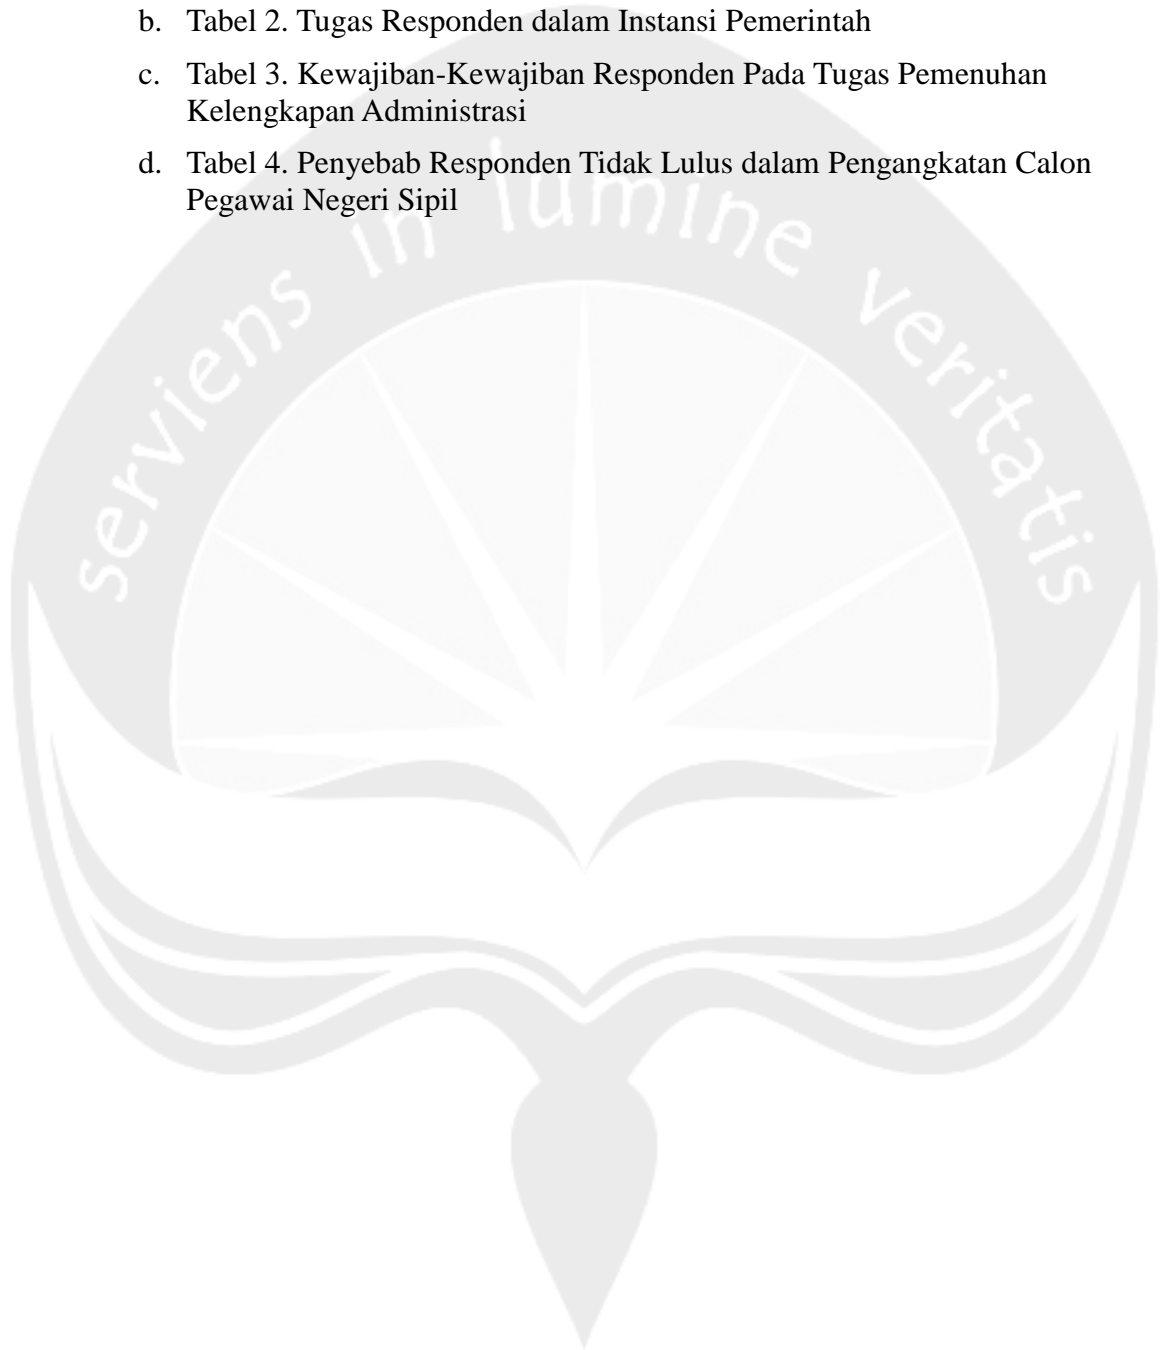 b. Tabel 2. Tugas Responden dalam Instansi Pemerintah
c. Tabel 3. Kewajiban-Kewajiban Responden Pada Tugas Pemenuhan
Kelengkapan Administrasi
d. Tabel 4. Penyebab Responden Tidak Lulus dalam Pengangkatan Calon
Pegawai Negeri Sipil
serviens in lumine veritatis